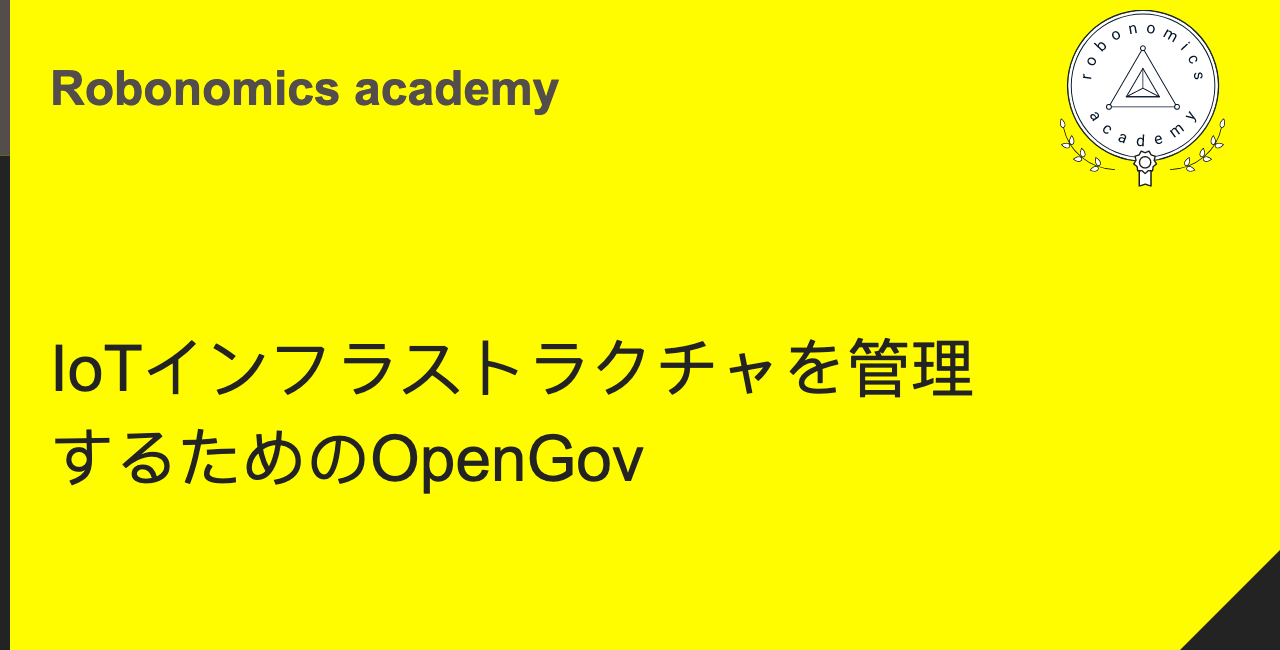 Robonomics academy
robonomics
academy
IoTインフラストラクチャを管理
するためのOpenGov